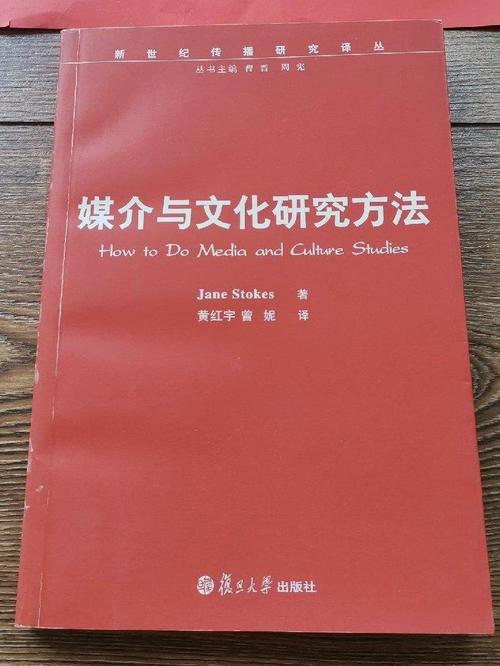 新世纪传播研究译丛
丛书主编 曹晋 周宪
媒介与文化研究方法
How to Do Media and Culture Studies
Jane Stokes 著
黄红宇 曾妮 译
復旦大學出版社